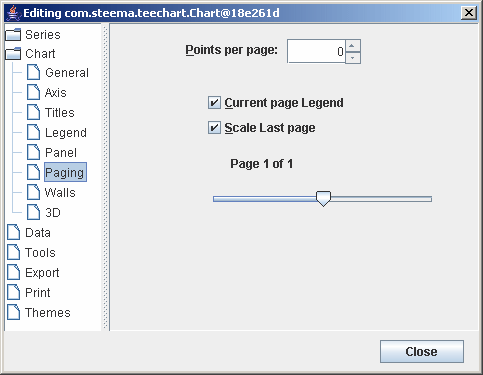 Editing com.steema.teechart.Chart@18e261d
Series
Chart
General
Axis
Titles
Legend
Panel
Paging
Walls
3D
Data
Tools
Export
Print
Themes
Points per page: 0
Current page Legend
Scale Last page
Page 1 of 1
Close